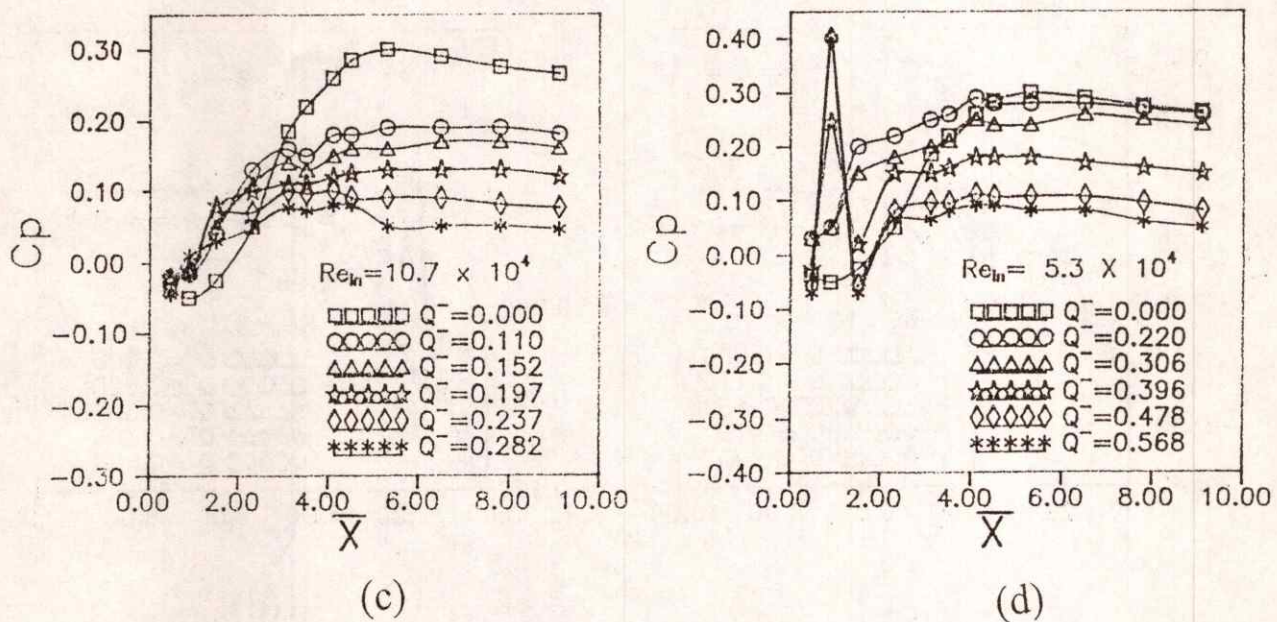 0.30
0.20
0.10
0.00
−0.10
−0.20
−0.30
Cp
Re_in=10.7 x 10⁴
Q⁻=0.000
Q⁻=0.110
Q⁻=0.152
Q⁻=0.197
Q⁻=0.237
Q⁻=0.282
0.00 2.00 4.00 6.00 8.00 10.00
X̅
(c)
0.40
0.30
0.20
0.10
0.00
−0.10
−0.20
−0.30
−0.40
Cp
Re_in= 5.3 X 10⁴
Q⁻=0.000
Q⁻=0.220
Q⁻=0.306
Q⁻=0.396
Q⁻=0.478
Q⁻=0.568
0.00 2.00 4.00 6.00 8.00 10.00
X̅
(d)